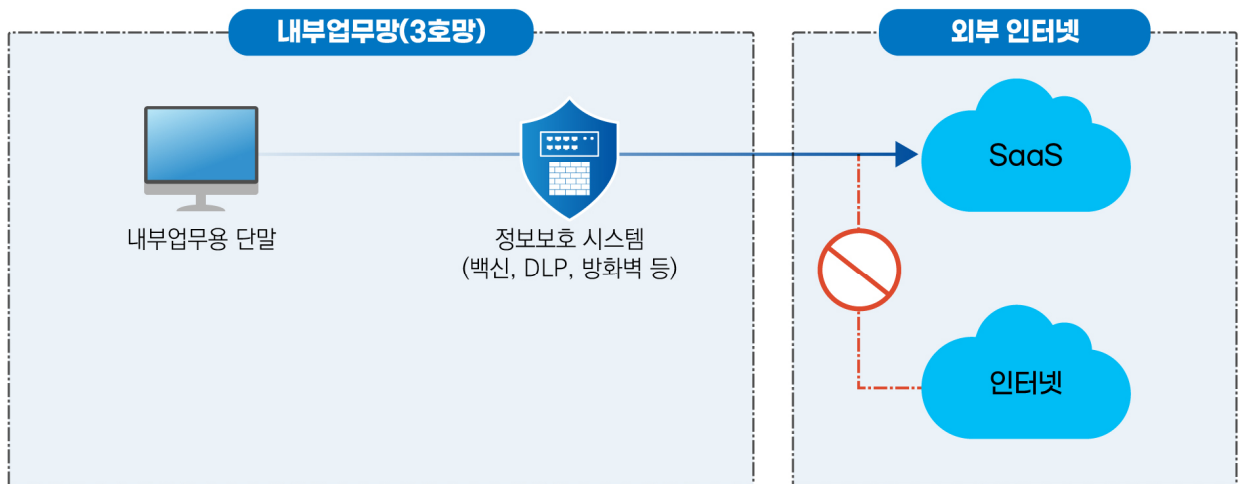 내부업무망(3호망)
외부 인터넷
SaaS
내부업무용 단말
정보보호 시스템
(백신, DLP, 방화벽 등)
인터넷